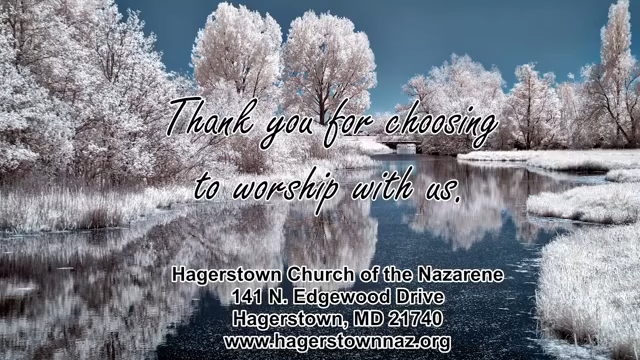 Thank you for choosing
to worship with us.
Hagerstown Church of the Nazarene
141 N. Edgewood Drive
Hagerstown, MD 21740
www.hagerstownnaz.org